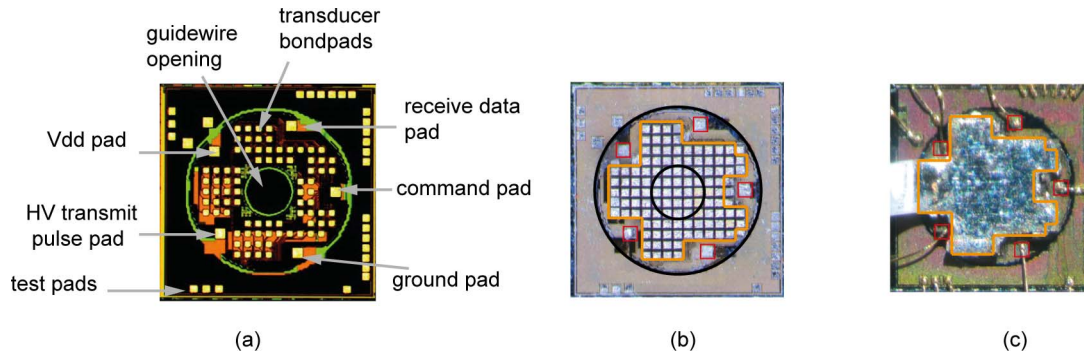 guidewire
opening
transducer
bondpads
Vdd pad
receive data
pad
command pad
HV transmit
pulse pad
ground pad
test pads
(a)
(b)
(c)